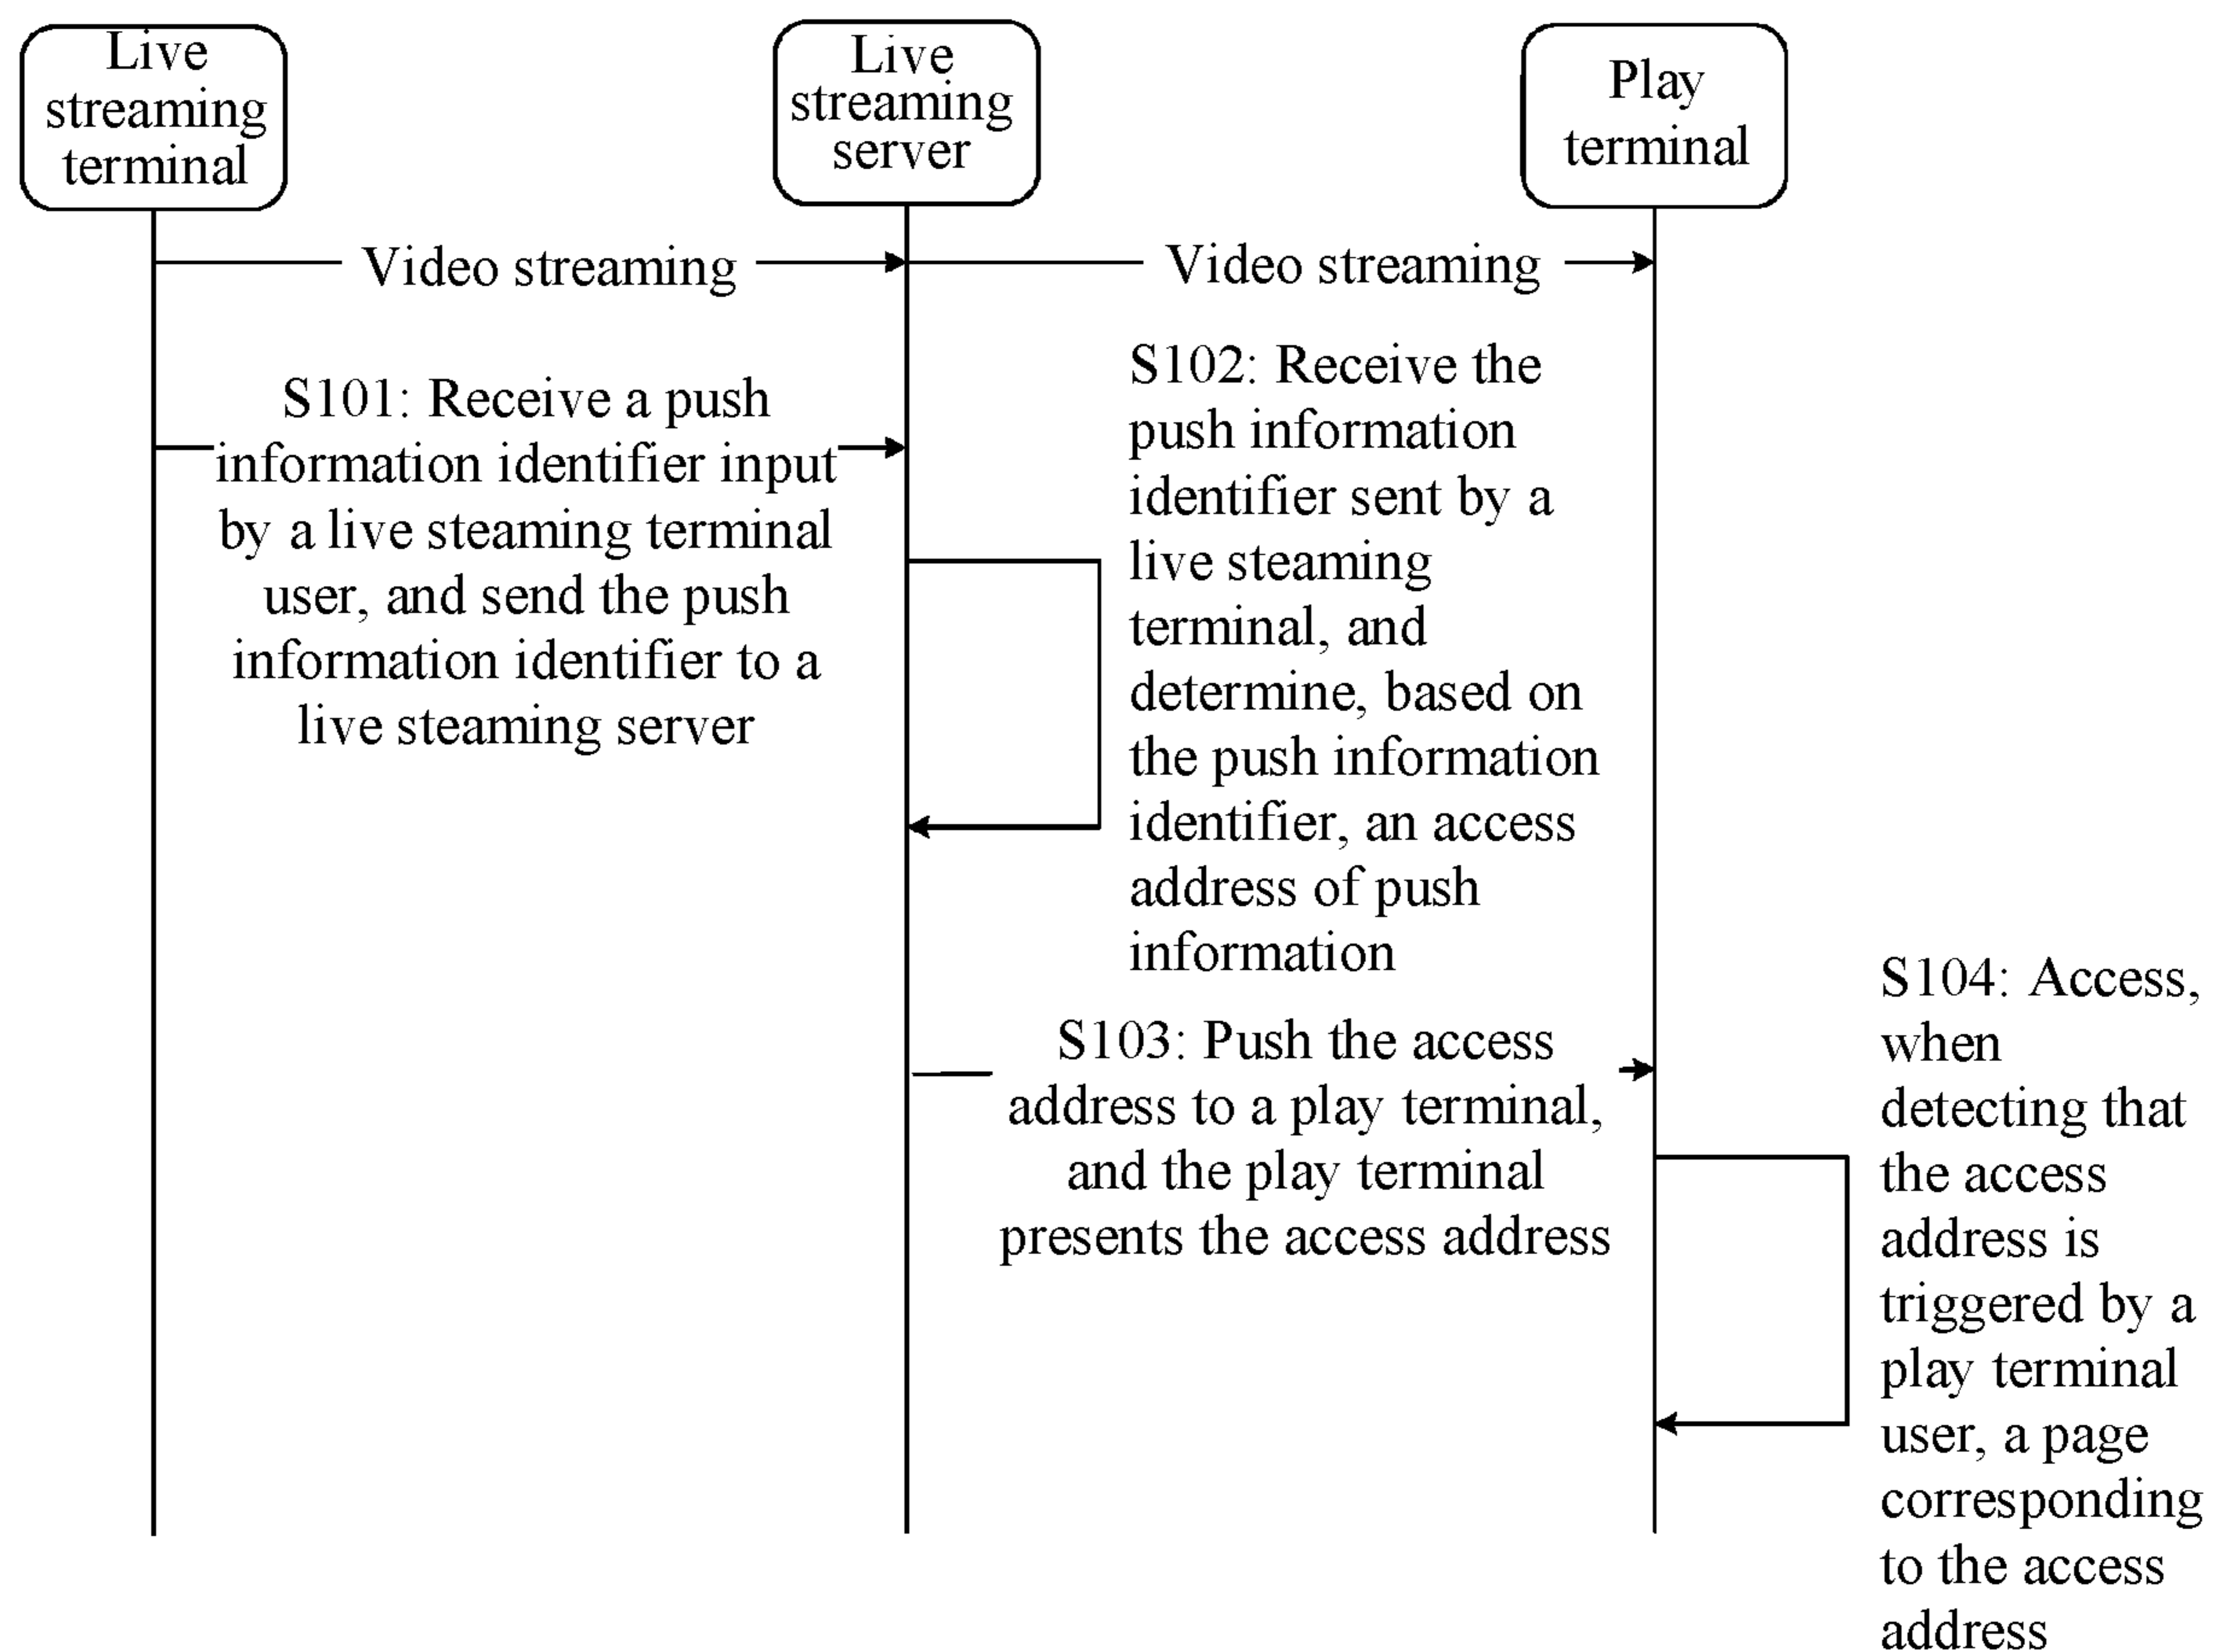 Live
streaming
terminal
Live
streaming
server
Play
terminal
Video streaming
Video streaming
S101: Receive a push
information identifier input
by a live steaming terminal
user, and send the push
information identifier to a
live steaming server
S102: Receive the
push information
identifier sent by a
live steaming
terminal, and
determine, based on
the push information
identifier, an access
address of push
information
S103: Push the access
address to a play terminal,
and the play terminal
presents the access address
S104: Access,
when
detecting that
the access
address is
triggered by a
play terminal
user, a page
corresponding
to the access
address